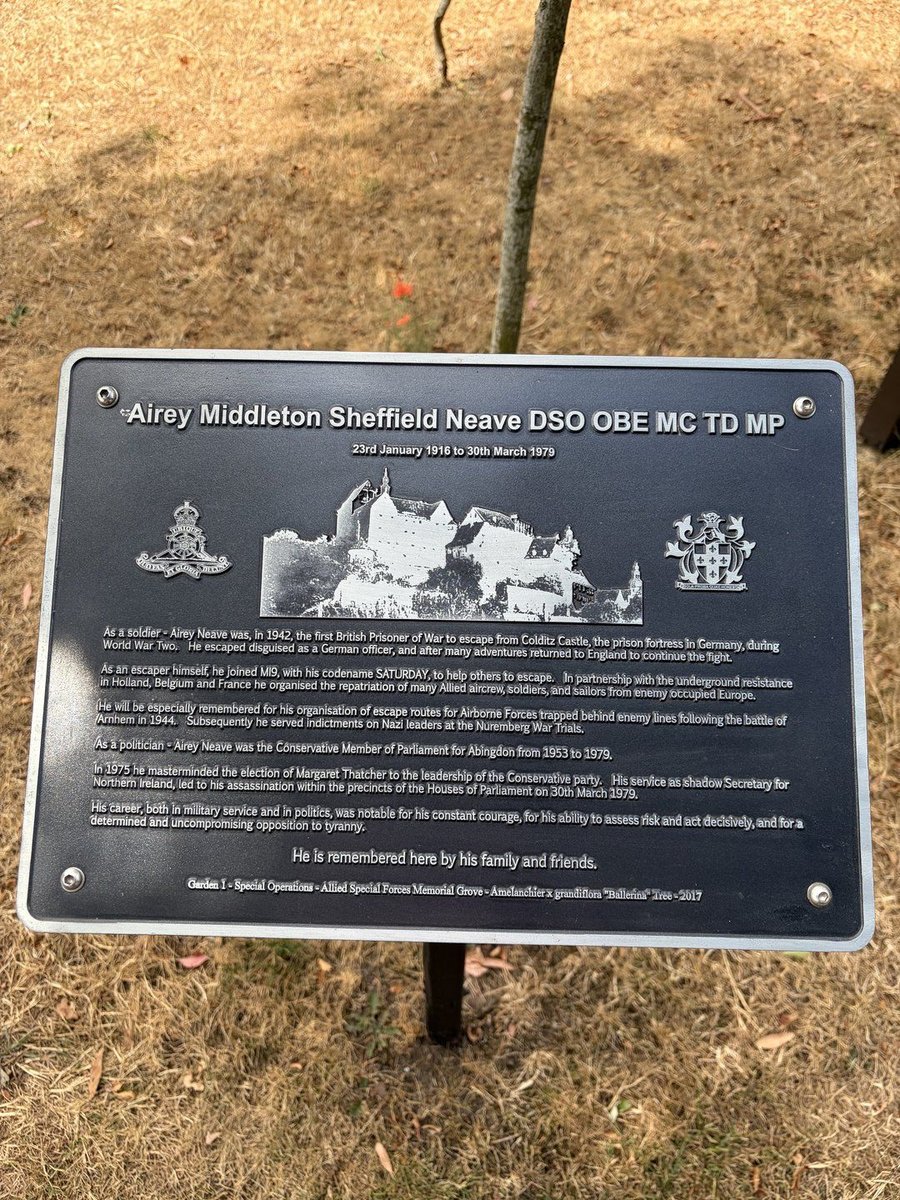 Airey Middleton Sheffield Neave DSO OBE MC TD MP
23rd January 1916 to 30th March 1979
UBIQUE
As a soldier - Airey Neave was, in 1942, the first British Prisoner of War to escape from Colditz Castle, the prison fortress in Germany, during
World War Two. He escaped disguised as a German officer, and after many adventures returned to England to continue the fight.
As an escaper himself, he joined MI9, with his codename SATURDAY, to help others to escape. In partnership with the underground resistance
in Holland, Belgium and France he organised the repatriation of many Allied aircrew, soldiers, and sailors from enemy occupied Europe.
He will be especially remembered for his organisation of escape routes for Airborne Forces trapped behind enemy lines following the battle of
Arnhem in 1944. Subsequently he served indictments on Nazi leaders at the Nuremberg War Trials.
As a politician - Airey Neave was the Conservative Member of Parliament for Abingdon from 1953 to 1979.
In 1975 he masterminded the election of Margaret Thatcher to the leadership of the Conservative party. His service as shadow Secretary for
Northern Ireland, led to his assassination within the precincts of the Houses of Parliament on 30th March 1979.
His career, both in military service and in politics, was notable for his constant courage, for his ability to assess risk and act decisively, and for a
determined and uncompromising opposition to tyranny.
He is remembered here by his family and friends.
Garden 1 - Special Operations - Allied Special Forces Memorial Grove - Amelanchier x grandiflora "Ballerina" Tree - 2017